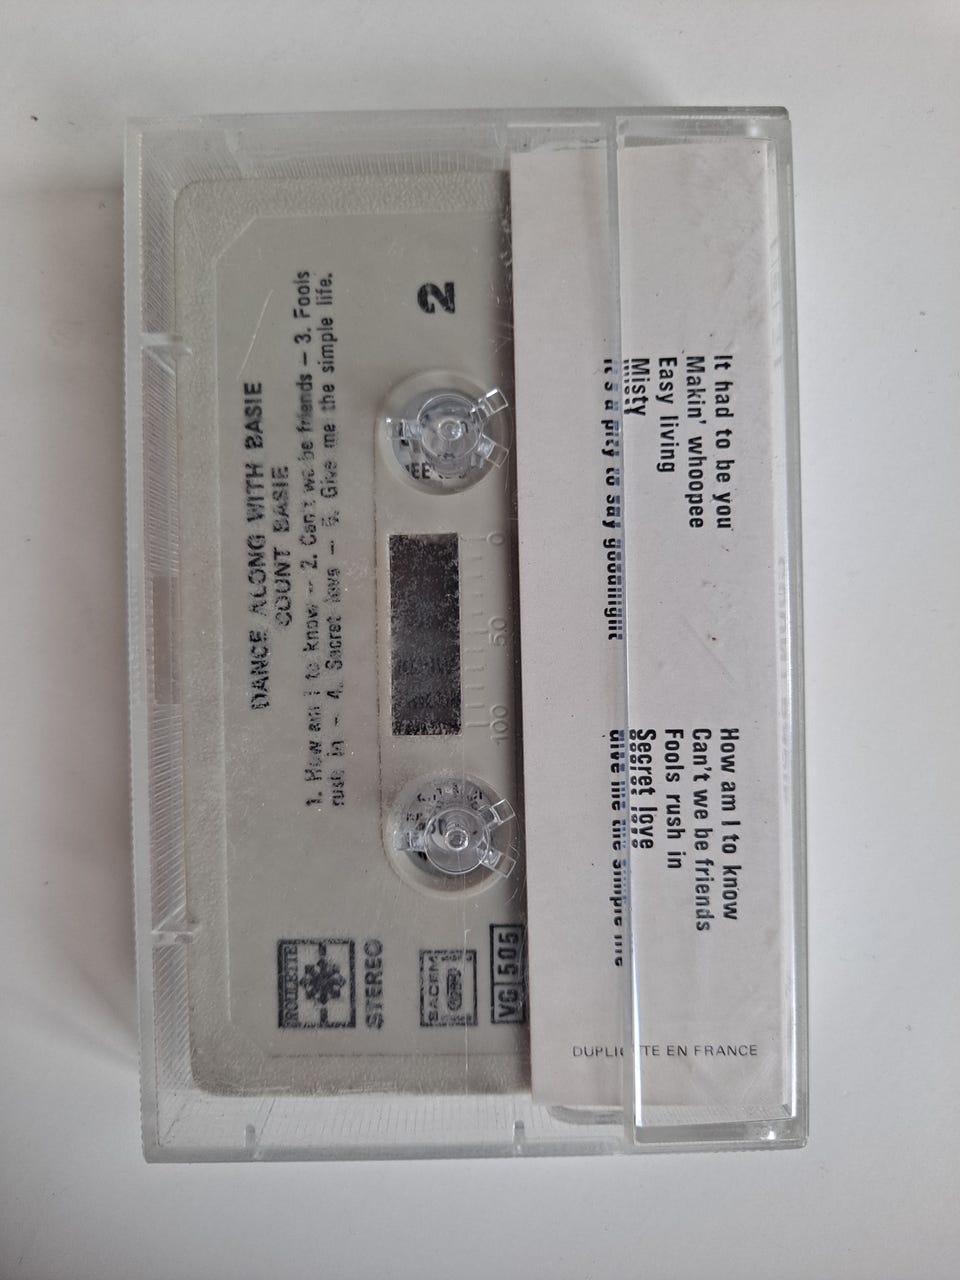 DANCE ALONG WITH BASIE
COUNT BASIE
1. How am I to know – 2. Can't we be friends – 3. Fools
rush in – 4. Secret love – 5. Give me the simple life.
2
0
50
100
ROULETTE
STEREO
SACEM
VG 505
It had to be you
Makin' whoopee
Easy living
Misty
It's a pity to say goodnight
How am I to know
Can't we be friends
Fools rush in
Secret love
Give me the simple life
DUPLICATE EN FRANCE